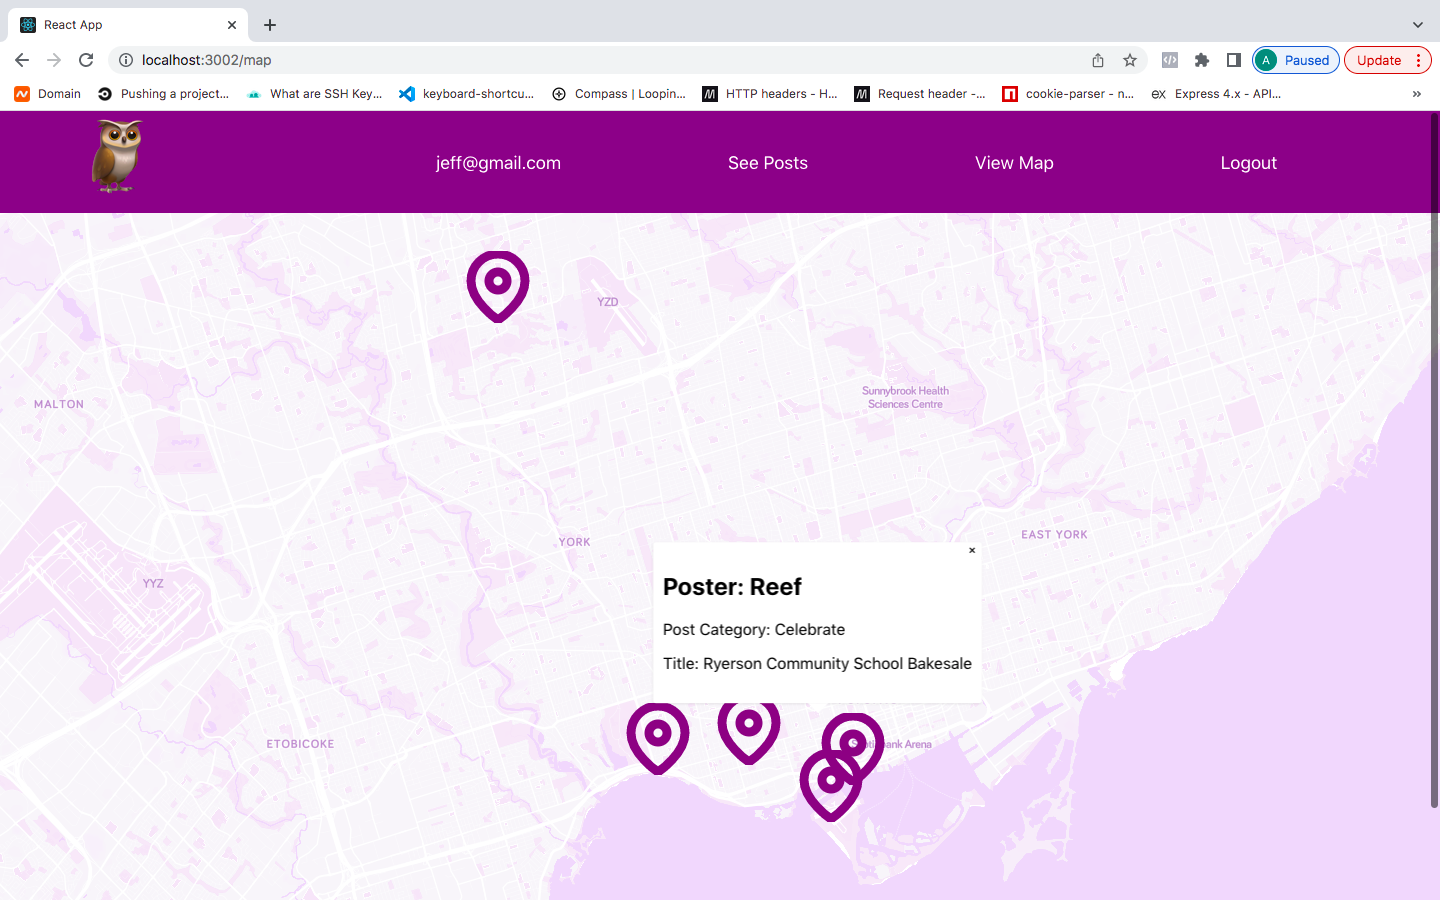 React App
localhost:3002/map
A Paused
Update
Domain
Pushing a project...
What are SSH Key...
keyboard-shortcu...
Compass | Loopin...
HTTP headers - H...
Request header -...
cookie-parser - n...
ex Express 4.x - API...
»
jeff@gmail.com
See Posts
View Map
Logout
YZD
MALTON
Sunnybrook Health
Sciences Centre
YORK
EAST YORK
YYZ
×
Poster: Reef
Post Category: Celebrate
Title: Ryerson Community School Bakesale
ETOBICOKE
Arena